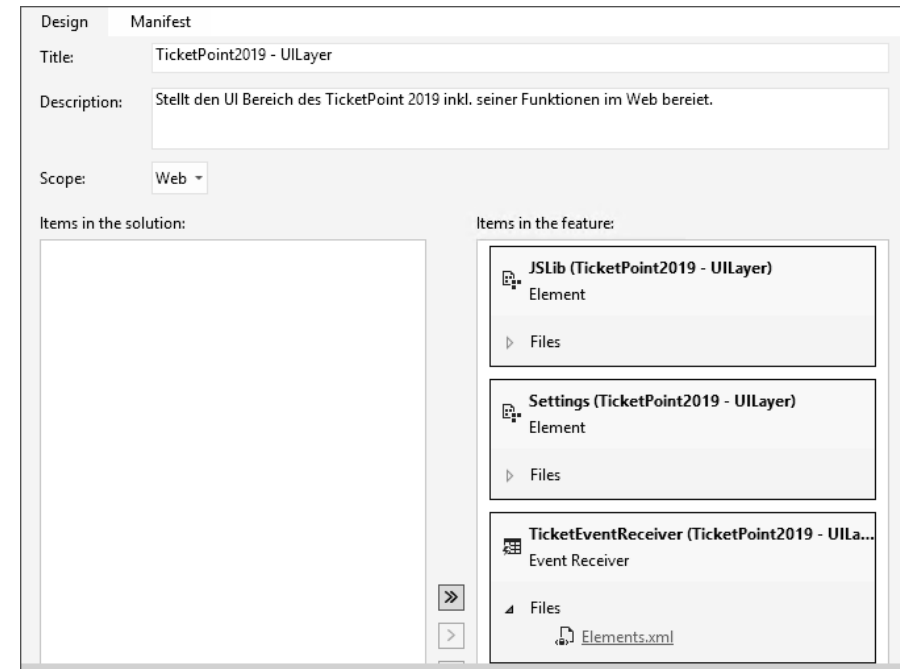 Design Manifest
Title: TicketPoint2019 - UILayer
Description: Stellt den UI Bereich des TicketPoint 2019 inkl. seiner Funktionen im Web bereiet.
Scope: Web
Items in the solution:
Items in the feature:
JSLib (TicketPoint2019 - UILayer)
Element
Files
Settings (TicketPoint2019 - UILayer)
Element
Files
TicketEventReceiver (TicketPoint2019 - UILa...
Event Receiver
Files
Elements.xml